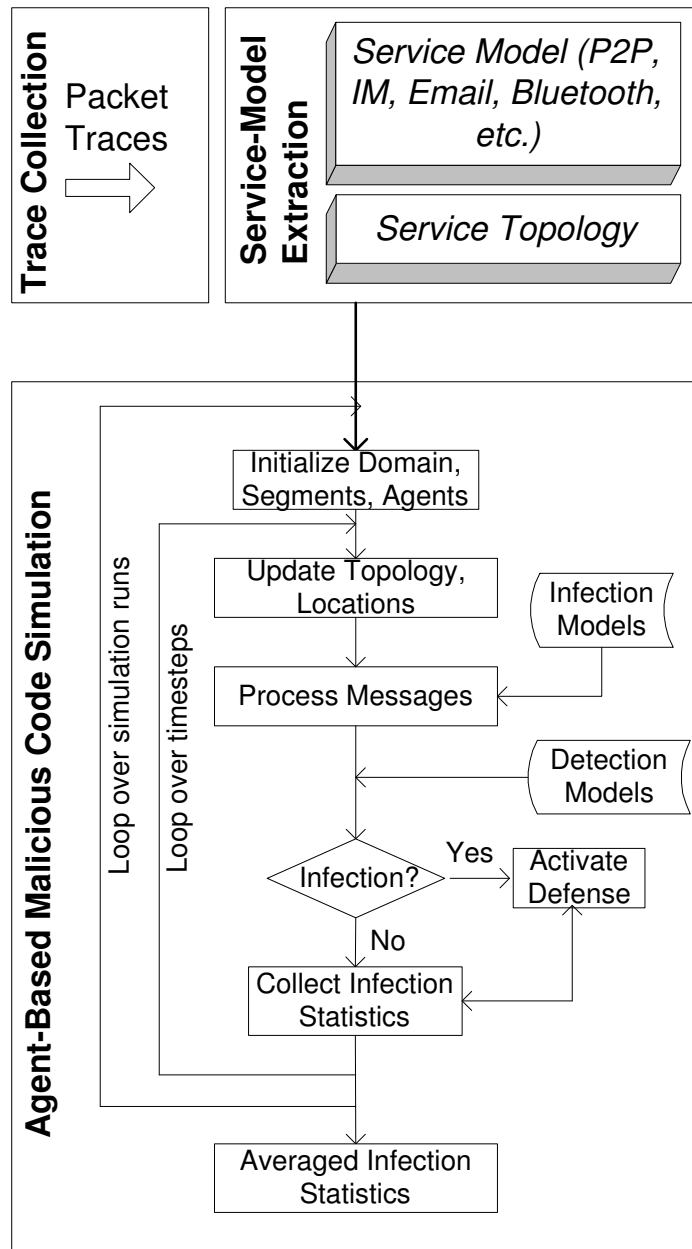 Trace Collection
Packet
Traces
Service-Model
Extraction
Service Model (P2P,
IM, Email, Bluetooth,
etc.)
Service Topology
Agent-Based Malicious Code Simulation
Loop over simulation runs
Loop over timesteps
Initialize Domain,
Segments, Agents
Update Topology,
Locations
Infection
Models
Process Messages
Detection
Models
Infection?
Yes
Activate
Defense
No
Collect Infection
Statistics
Averaged Infection
Statistics